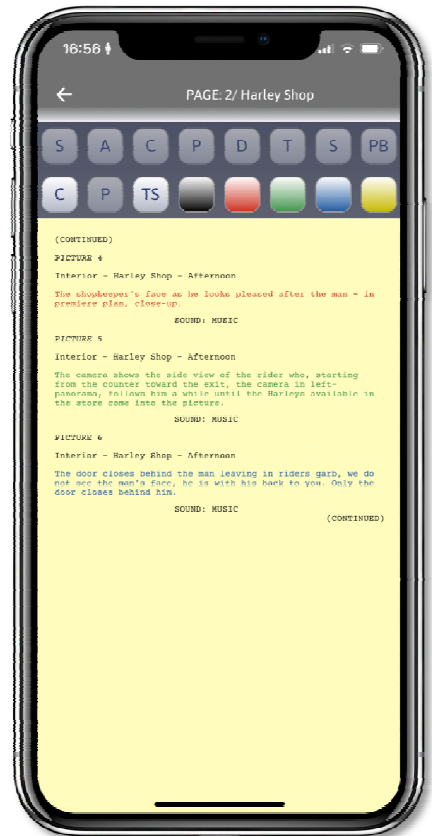 16:56
PAGE: 2/ Harley Shop
S A C P D T S PB
C P TS
(CONTINUED)
PICTURE 4
Interior - Harley Shop - Afternoon
The shopkeeper's face as he looks pleased after the man - in
premiere plan, close-up.
SOUND: MUSIC
PICTURE 5
Interior - Harley Shop - Afternoon
The camera shows the side view of the rider who, starting
from the counter toward the exit, the camera in left-
panorama, follows him a while until the Harleys available in
the store come into the picture.
SOUND: MUSIC
PICTURE 6
Interior - Harley Shop - Afternoon
The door closes behind the man leaving in riders garb, we do
not see the man's face, he is with his back to you. Only the
door closes behind him.
SOUND: MUSIC
(CONTINUED)